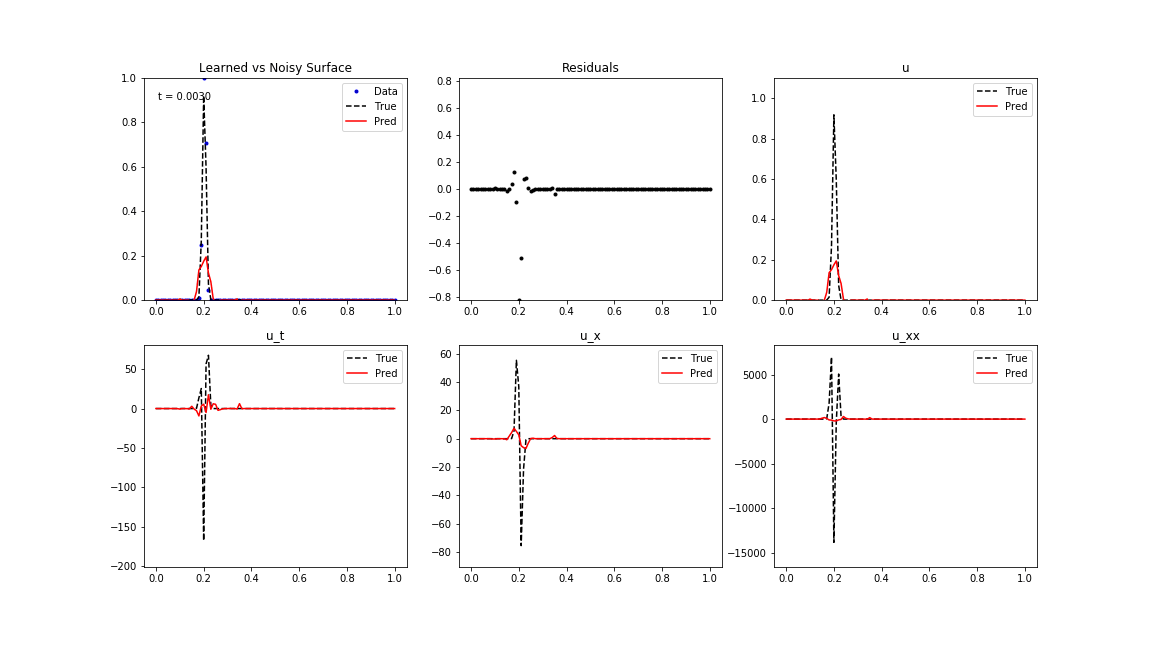 Learned vs Noisy Surface
t = 0.0030
Data
True
Pred
1.0
0.8
0.6
0.4
0.2
0.0
0.0 0.2 0.4 0.6 0.8 1.0
Residuals
0.8
0.6
0.4
0.2
0.0
−0.2
−0.4
−0.6
−0.8
0.0 0.2 0.4 0.6 0.8 1.0
u
True
Pred
1.0
0.8
0.6
0.4
0.2
0.0
0.0 0.2 0.4 0.6 0.8 1.0
u_t
True
Pred
50
0
−50
−100
−150
−200
0.0 0.2 0.4 0.6 0.8 1.0
u_x
True
Pred
60
40
20
0
−20
−40
−60
−80
0.0 0.2 0.4 0.6 0.8 1.0
u_xx
True
Pred
5000
0
−5000
−10000
−15000
0.0 0.2 0.4 0.6 0.8 1.0